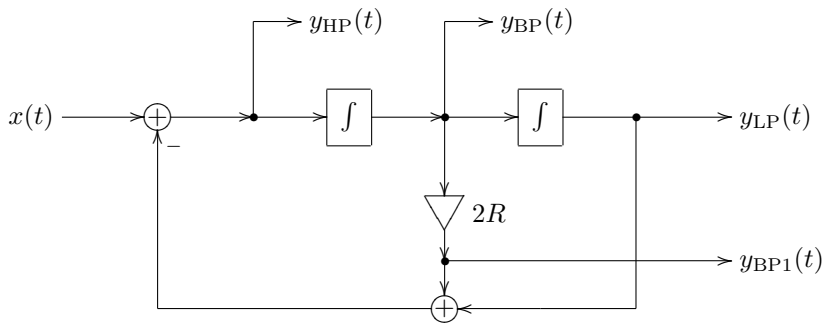 y_HP(t)
y_BP(t)
x(t)
+
∫
∫
y_LP(t)
−
2R
y_BP1(t)
+